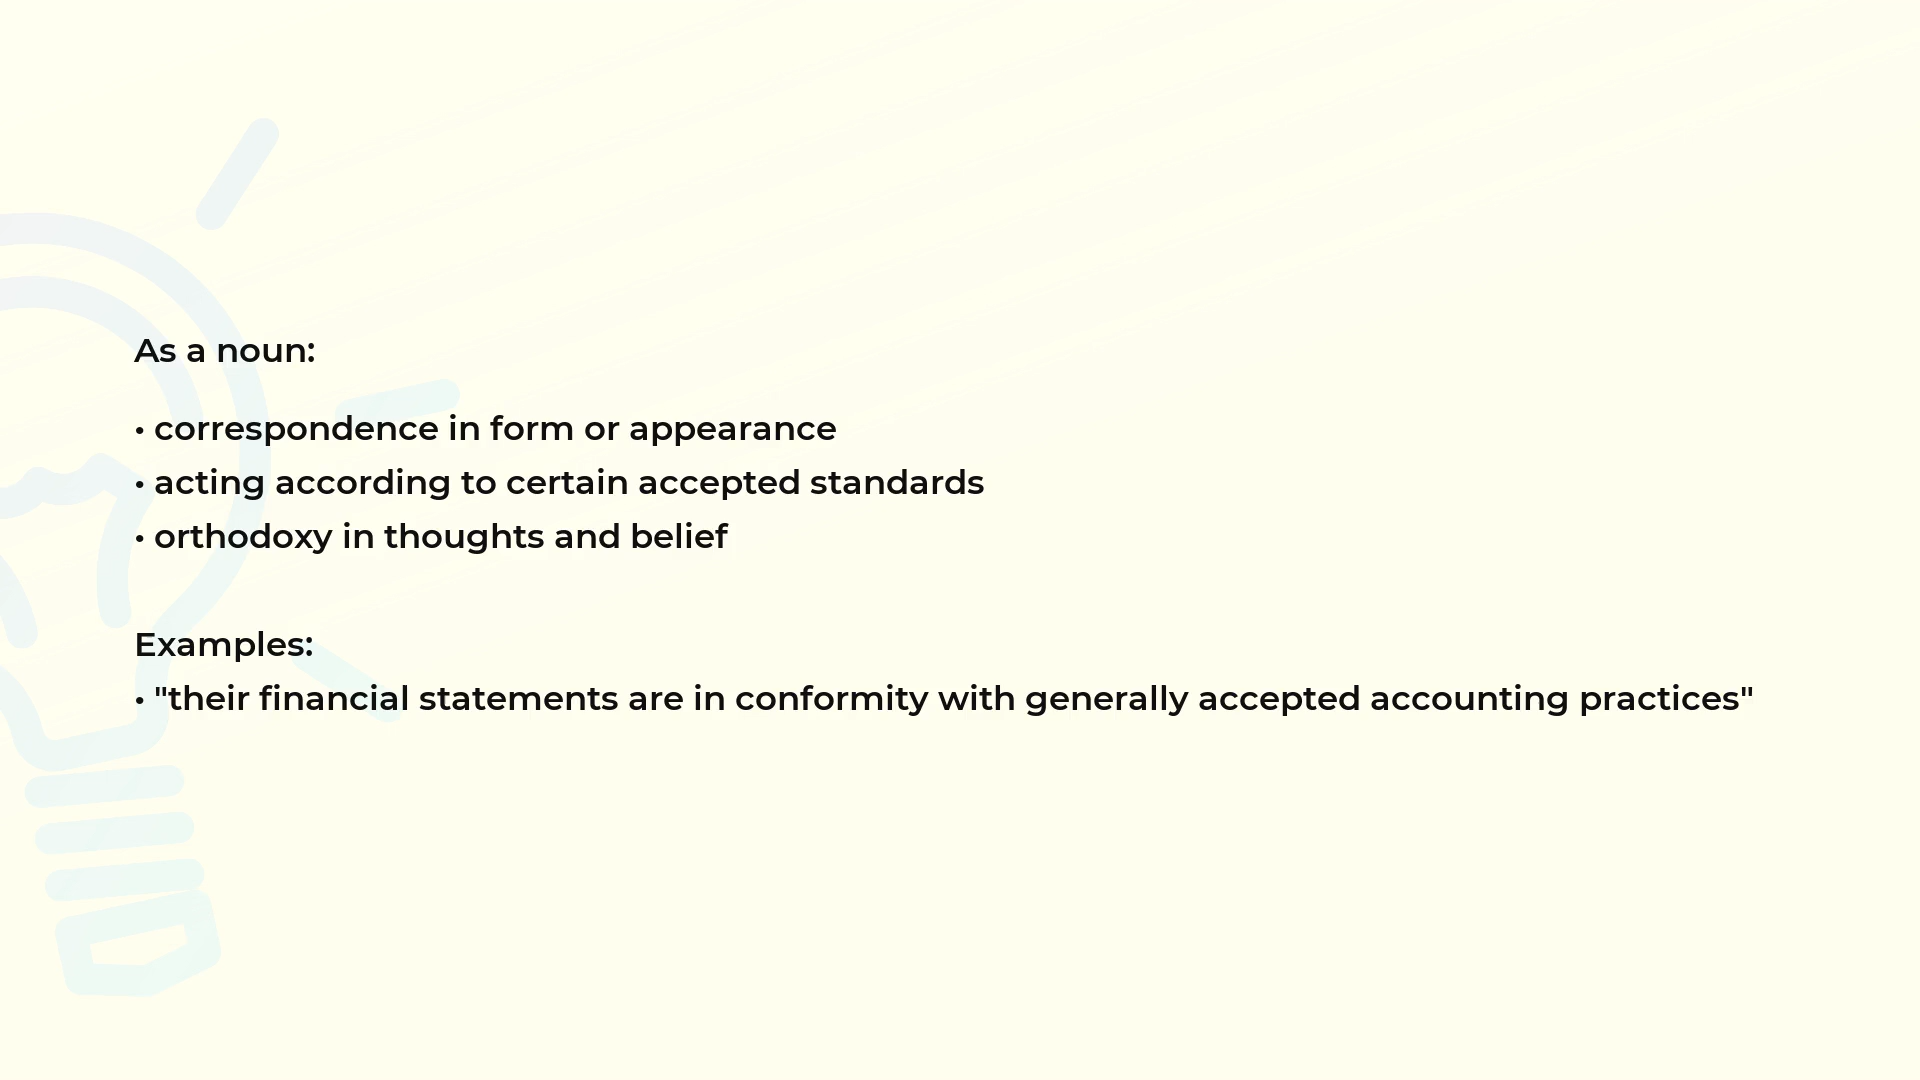 As a noun:
• correspondence in form or appearance
• acting according to certain accepted standards
• orthodoxy in thoughts and belief
Examples:
• "their financial statements are in conformity with generally accepted accounting practices"